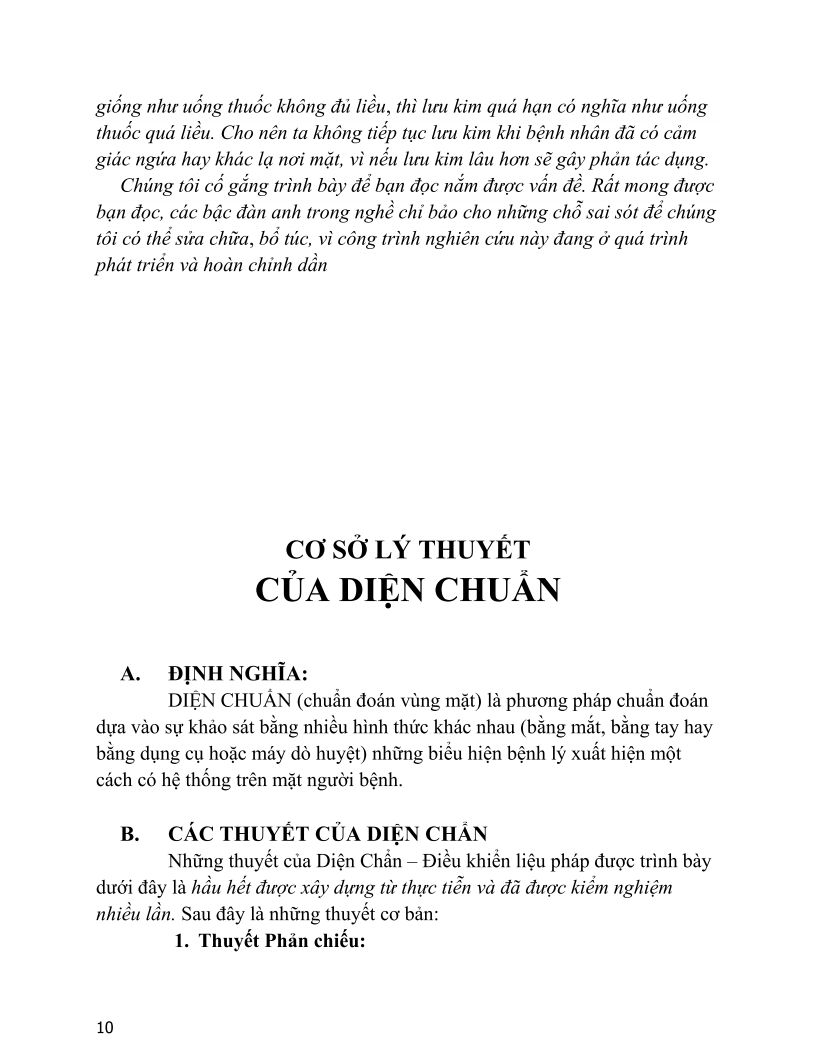 giống như uống thuốc không đủ liều, thì lưu kim quá hạn có nghĩa như uống
thuốc quá liều. Cho nên ta không tiếp tục lưu kim khi bệnh nhân đã có cảm
giác ngứa hay khác lạ nơi mặt, vì nếu lưu kim lâu hơn sẽ gây phản tác dụng.
Chúng tôi cố gắng trình bày để bạn đọc nắm được vấn đề. Rất mong được
bạn đọc, các bậc đàn anh trong nghề chỉ bảo cho những chỗ sai sót để chúng
tôi có thể sửa chữa, bổ túc, vì công trình nghiên cứu này đang ở quá trình
phát triển và hoàn chỉnh dần
CƠ SỞ LÝ THUYẾT
CỦA DIỆN CHUẨN
A. ĐỊNH NGHĨA:
DIỆN CHUẨN (chuẩn đoán vùng mặt) là phương pháp chuẩn đoán
dựa vào sự khảo sát bằng nhiều hình thức khác nhau (bằng mắt, bằng tay hay
bằng dụng cụ hoặc máy dò huyệt) những biểu hiện bệnh lý xuất hiện một
cách có hệ thống trên mặt người bệnh.
B. CÁC THUYẾT CỦA DIỆN CHẨN
Những thuyết của Diện Chẩn – Điều khiển liệu pháp được trình bày
dưới đây là hầu hết được xây dựng từ thực tiễn và đã được kiểm nghiệm
nhiều lần. Sau đây là những thuyết cơ bản:
1. Thuyết Phản chiếu:
10